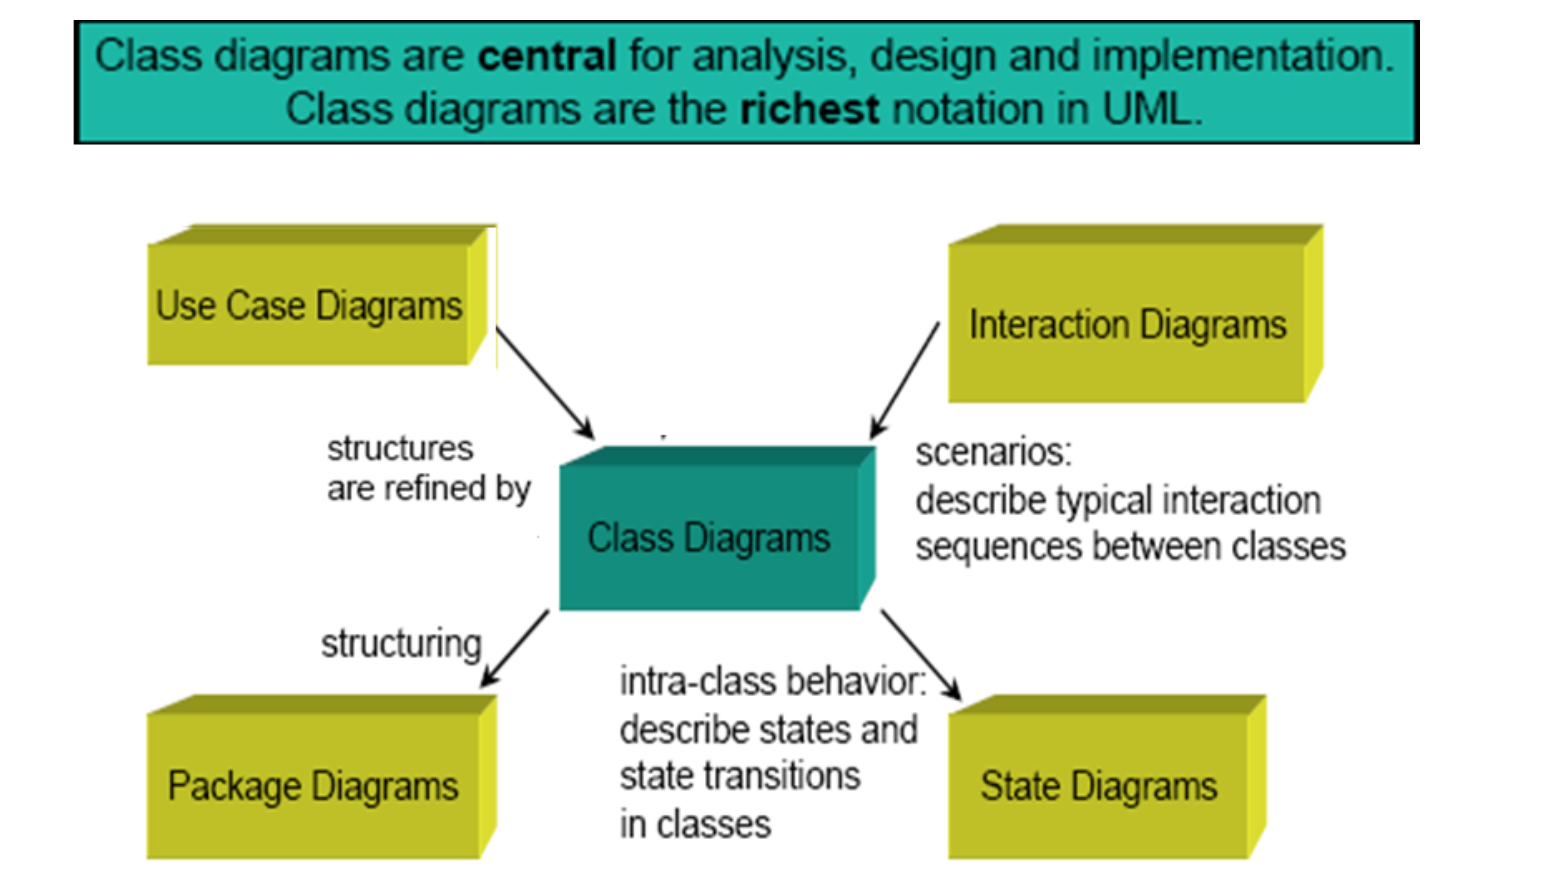 Class diagrams are central for analysis, design and implementation.
Class diagrams are the richest notation in UML.
Use Case Diagrams
Interaction Diagrams
structures
are refined by
scenarios:
describe typical interaction
sequences between classes
Class Diagrams
structuring
intra-class behavior:
describe states and
state transitions
in classes
Package Diagrams
State Diagrams